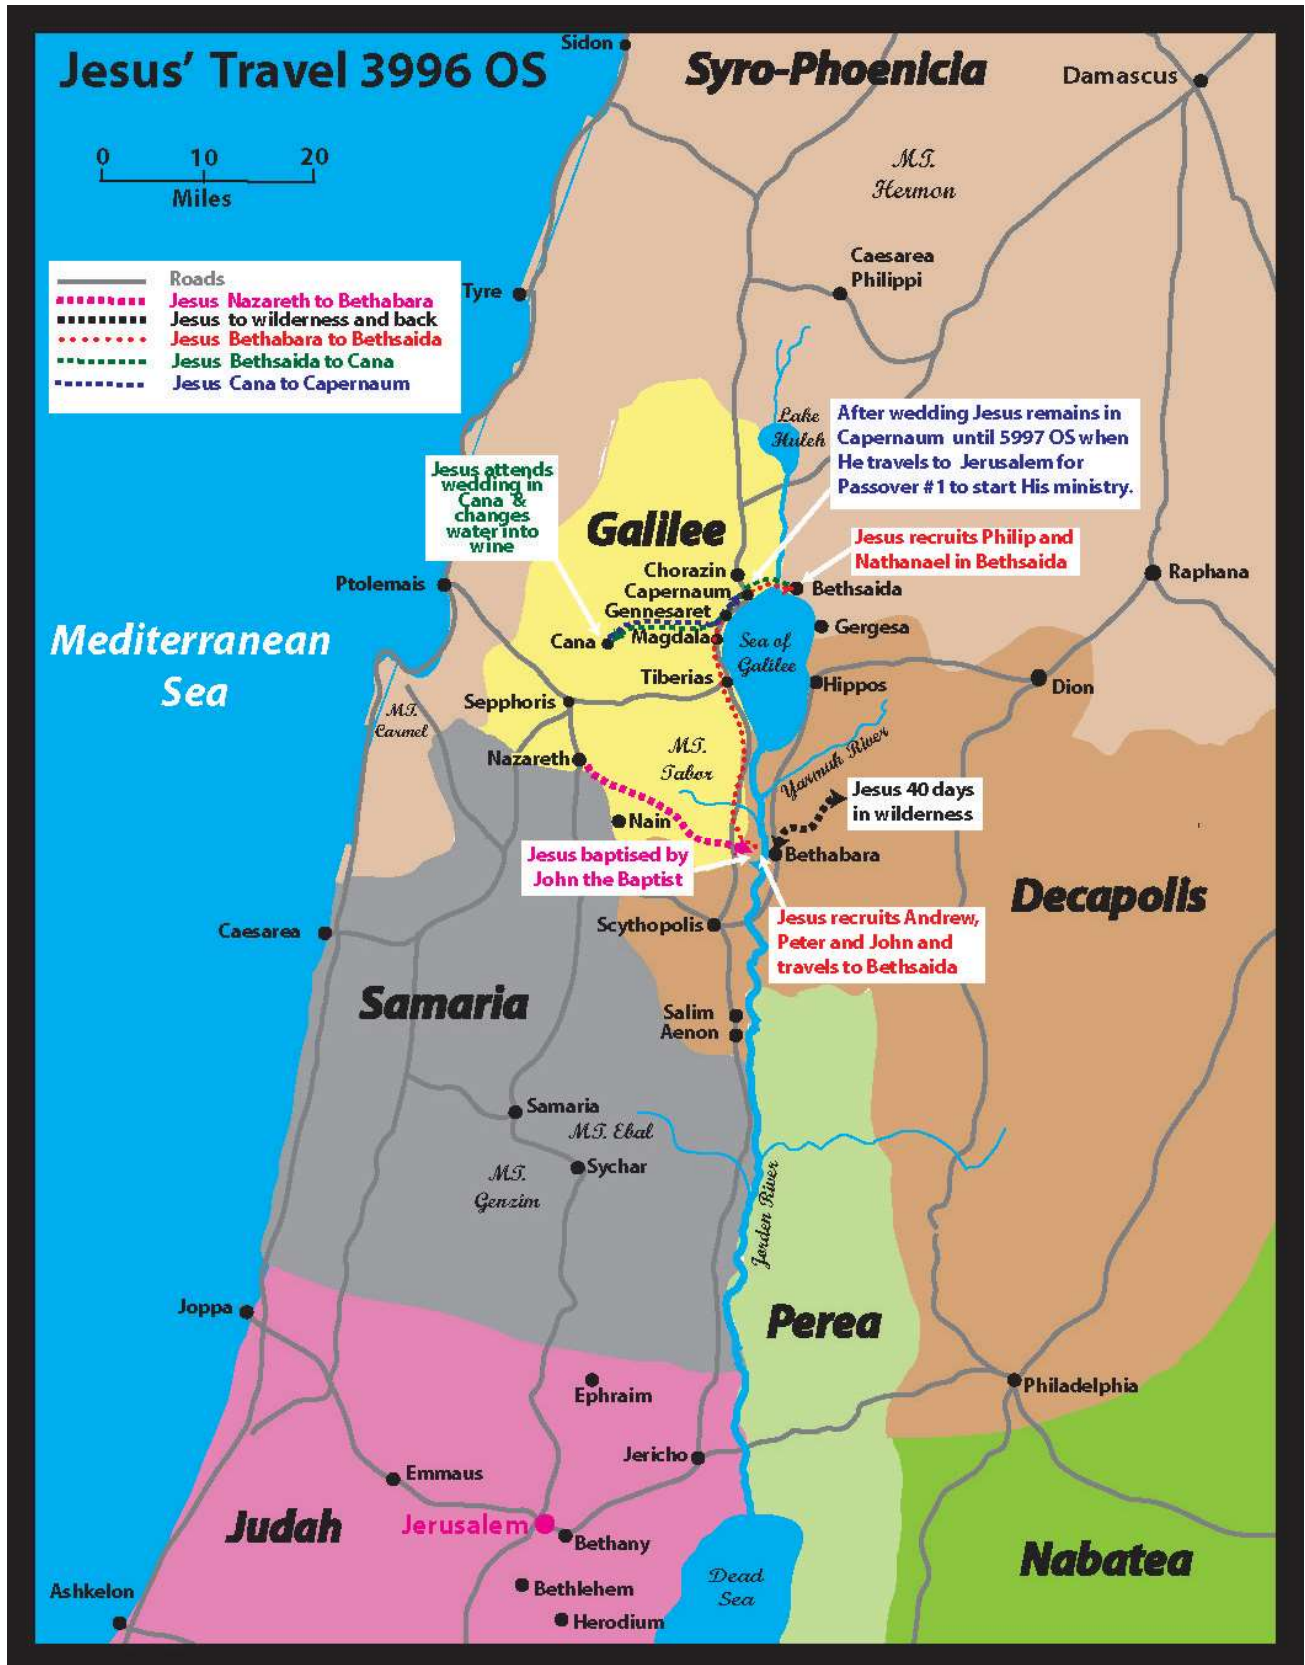 Jesus' Travel 3996 OS
0 10 20
Miles
Roads
Jesus Nazareth to Bethabara
Jesus to wilderness and back
Jesus Bethabara to Bethsaida
Jesus Bethsaida to Cana
Jesus Cana to Capernaum
Sidon
Syro-Phoenicia
Damascus
MT.
Hermon
Caesarea
Philippi
Tyre
Lake
Huleh
After wedding Jesus remains in
Capernaum until 5997 OS when
He travels to Jerusalem for
Passover #1 to start His ministry.
Jesus attends
wedding in
Cana &
changes
water into
wine
Galilee
Jesus recruits Philip and
Nathanael in Bethsaida
Chorazin
Capernaum
Gennesaret
Magdala
Cana
Tiberias
Ptolemais
Bethsaida
Gergesa
Raphana
Sea of
Galilee
Hippos
Dion
Mediterranean
Sea
MT.
Carmel
Sepphoris
Nazareth
MT.
Tabor
Yarmuk River
Jesus 40 days
in wilderness
Nain
Bethabara
Jesus baptised by
John the Baptist
Decapolis
Jesus recruits Andrew,
Peter and John and
travels to Bethsaida
Caesarea
Scythopolis
Samaria
Salim
Aenon
Samaria
MT. Ebal
Sychar
MT.
Genzim
Jorden River
Joppa
Perea
Ephraim
Philadelphia
Jericho
Emmaus
Judah
Jerusalem
Bethany
Nabatea
Bethlehem
Herodium
Dead
Sea
Ashkelon